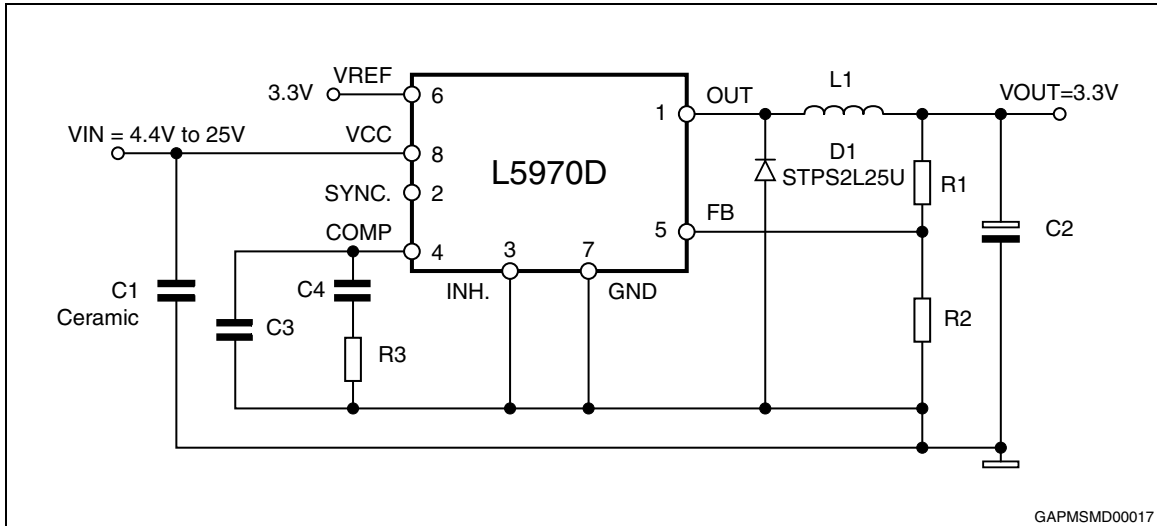 VREF
3.3V
6
1
OUT
L1
VOUT=3.3V
VIN = 4.4V to 25V
VCC
8
L5970D
D1
STPS2L25U
R1
SYNC.
2
FB
5
C2
COMP
4
3
7
INH.
GND
C1
Ceramic
C4
C3
R3
R2
GAPMSMD00017